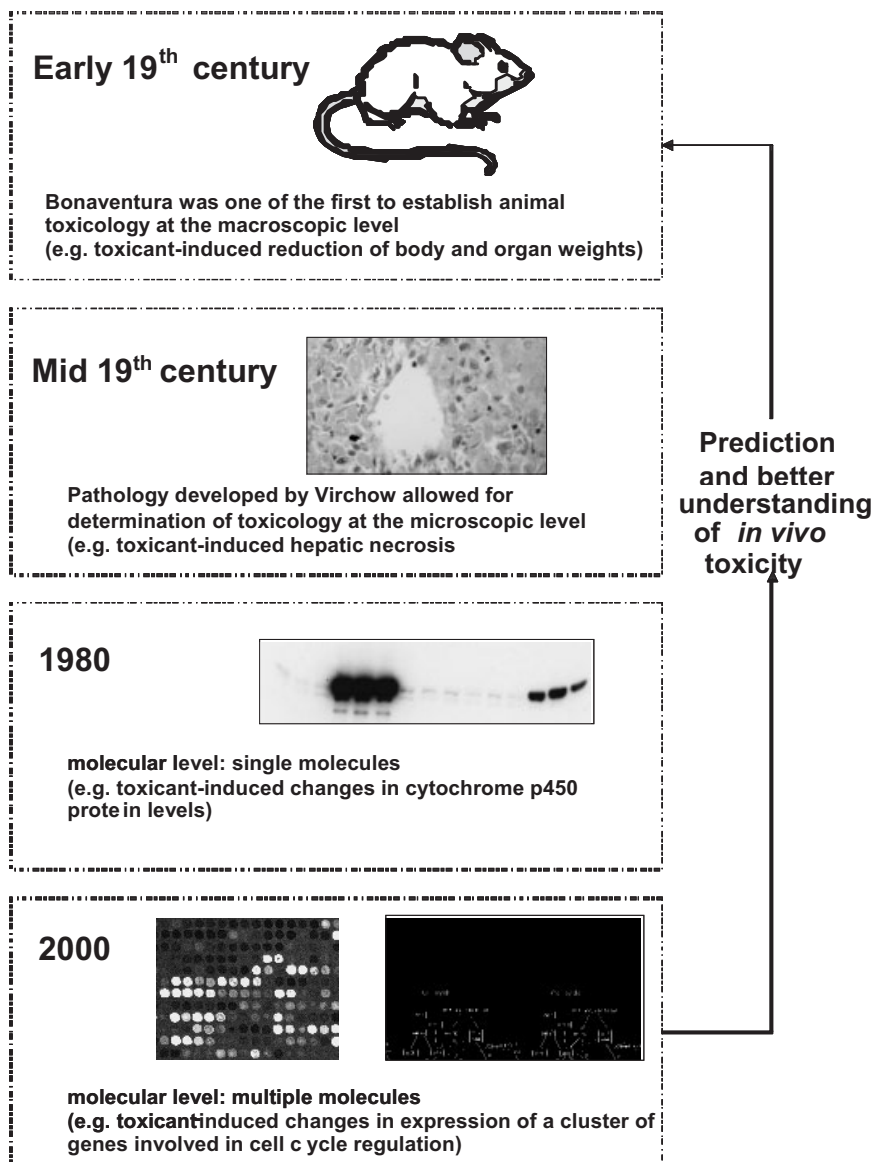 Early 19th century
Bonaventura was one of the first to establish animal
toxicology at the macroscopic level
(e.g. toxicant-induced reduction of body and organ weights)
Mid 19th century
Pathology developed by Virchow allowed for
determination of toxicology at the microscopic level
(e.g. toxicant-induced hepatic necrosis
Prediction
and better
understanding
of in vivo
toxicity
1980
molecular level: single molecules
(e.g. toxicant-induced changes in cytochrome p450
protein levels)
2000
molecular level: multiple molecules
(e.g. toxicant-induced changes in expression of a cluster of
genes involved in cell c ycle regulation)